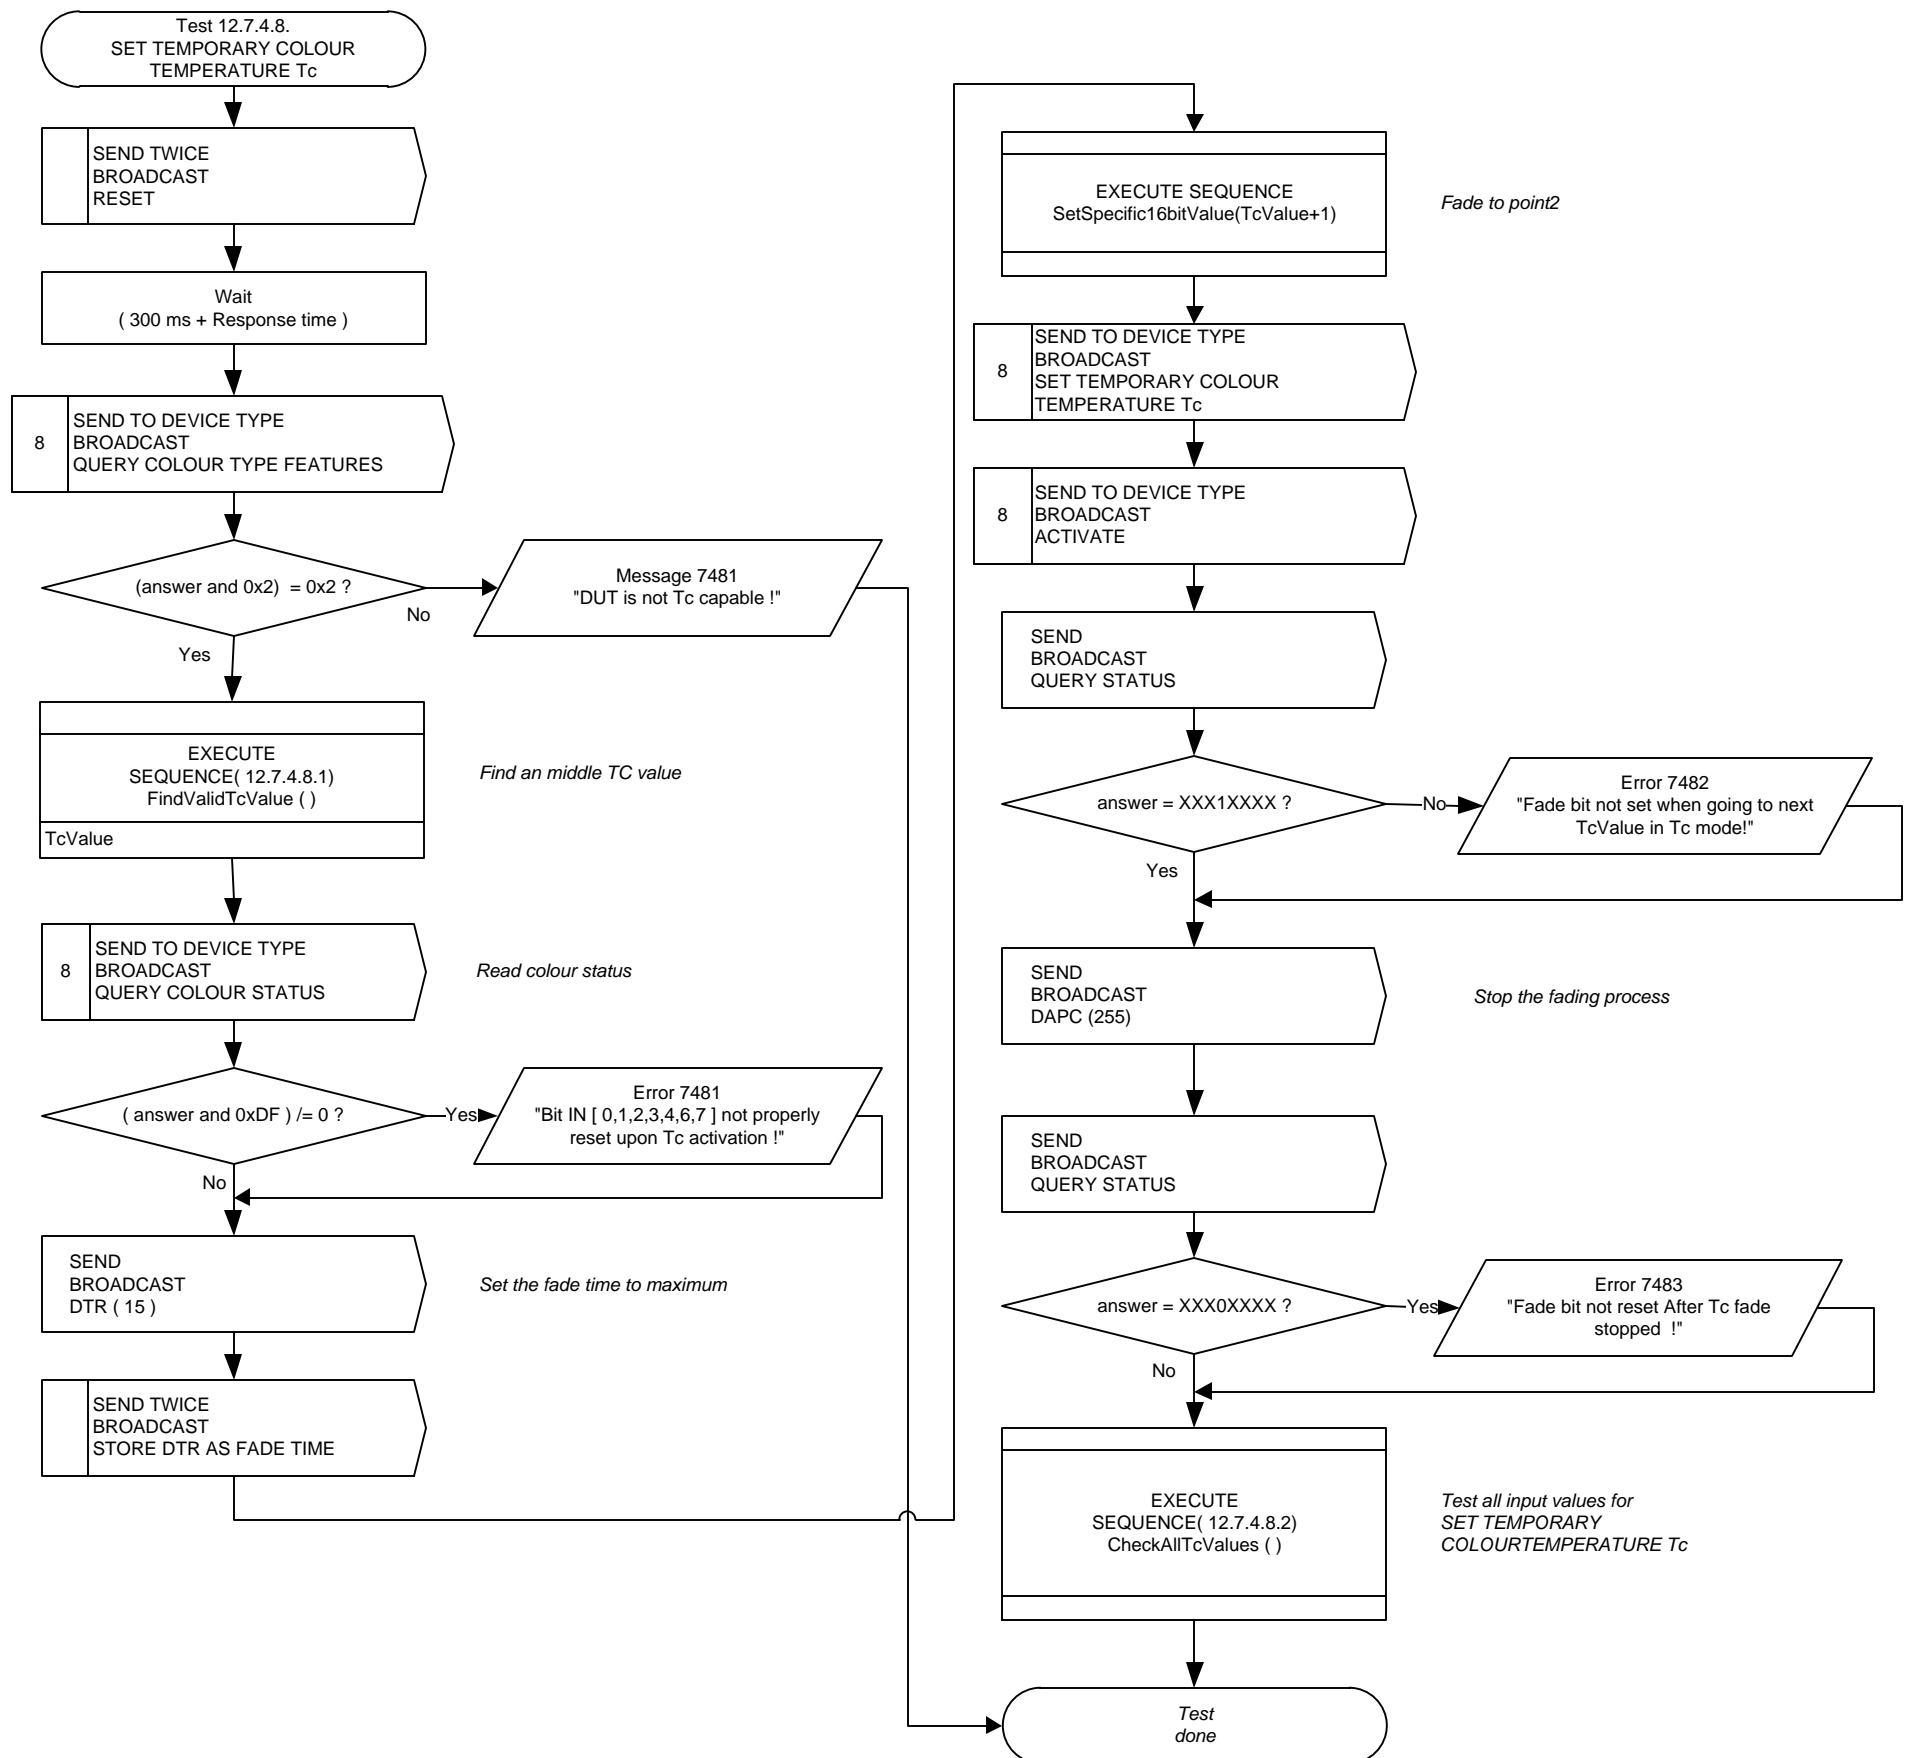 Test 12.7.4.8.
SET TEMPORARY COLOUR
TEMPERATURE Tc
SEND TWICE
BROADCAST
RESET
Wait
( 300 ms + Response time )
8
SEND TO DEVICE TYPE
BROADCAST
QUERY COLOUR TYPE FEATURES
(answer and 0x2)  = 0x2 ?
No
Yes
Message 7481
"DUT is not Tc capable !"
EXECUTE
SEQUENCE( 12.7.4.8.1)
FindValidTcValue ( )
TcValue
Find an middle TC value
8
SEND TO DEVICE TYPE
BROADCAST
QUERY COLOUR STATUS
Read colour status
( answer and 0xDF ) /= 0 ?
Yes
No
Error 7481
"Bit IN [ 0,1,2,3,4,6,7 ] not properly
reset upon Tc activation !"
SEND
BROADCAST
DTR ( 15 )
Set the fade time to maximum
SEND TWICE
BROADCAST
STORE DTR AS FADE TIME
EXECUTE SEQUENCE
SetSpecific16bitValue(TcValue+1)
Fade to point2
8
SEND TO DEVICE TYPE
BROADCAST
SET TEMPORARY COLOUR
TEMPERATURE Tc
8
SEND TO DEVICE TYPE
BROADCAST
ACTIVATE
SEND
BROADCAST
QUERY STATUS
answer = XXX1XXXX ?
No
Yes
Error 7482
"Fade bit not set when going to next
TcValue in Tc mode!"
SEND
BROADCAST
DAPC (255)
Stop the fading process
SEND
BROADCAST
QUERY STATUS
answer = XXX0XXXX ?
Yes
No
Error 7483
"Fade bit not reset After Tc fade
stopped  !"
EXECUTE
SEQUENCE( 12.7.4.8.2)
CheckAllTcValues ( )
Test all input values for
SET TEMPORARY
COLOURTEMPERATURE Tc
Test
done